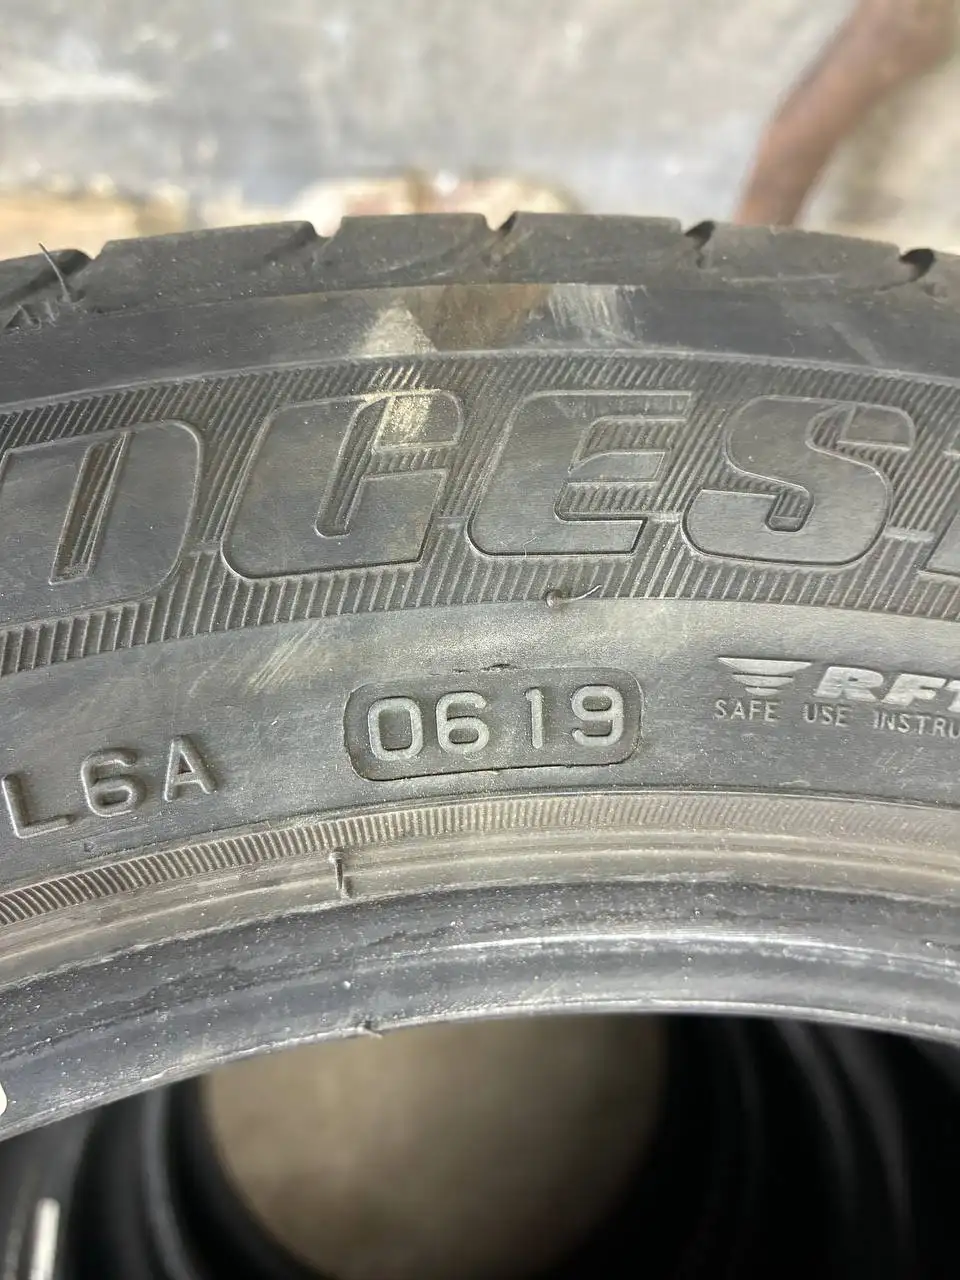 DGES
RFT
SAFE USE INSTRU
L6A 0619